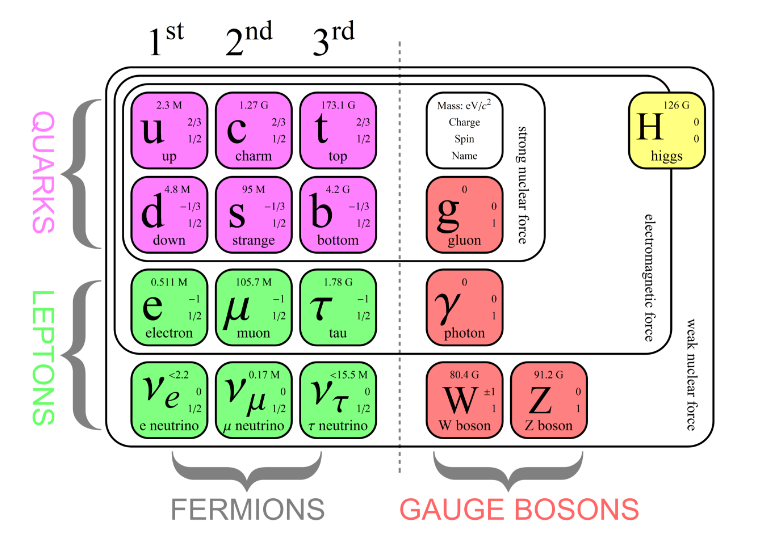 1st 2nd 3rd
QUARKS
2.3 M
u 2/3
1/2
up
1.27 G
c 2/3
1/2
charm
173.1 G
t 2/3
1/2
top
Mass: eV/c²
Charge
Spin
Name
126 G
H 0
0
higgs
4.8 M
d −1/3
1/2
down
95 M
s −1/3
1/2
strange
4.2 G
b −1/3
1/2
bottom
0
g 0
1
gluon
strong nuclear force
LEPTONS
0.511 M
e −1
1/2
electron
105.7 M
μ −1
1/2
muon
1.78 G
τ −1
1/2
tau
0
γ 0
1
photon
electromagnetic force
<2.2
νe 0
1/2
e neutrino
0.17 M
νμ 0
1/2
μ neutrino
<15.5 M
ντ 0
1/2
τ neutrino
80.4 G
W ±1
1
W boson
91.2 G
Z 0
1
Z boson
weak nuclear force
FERMIONS
GAUGE BOSONS